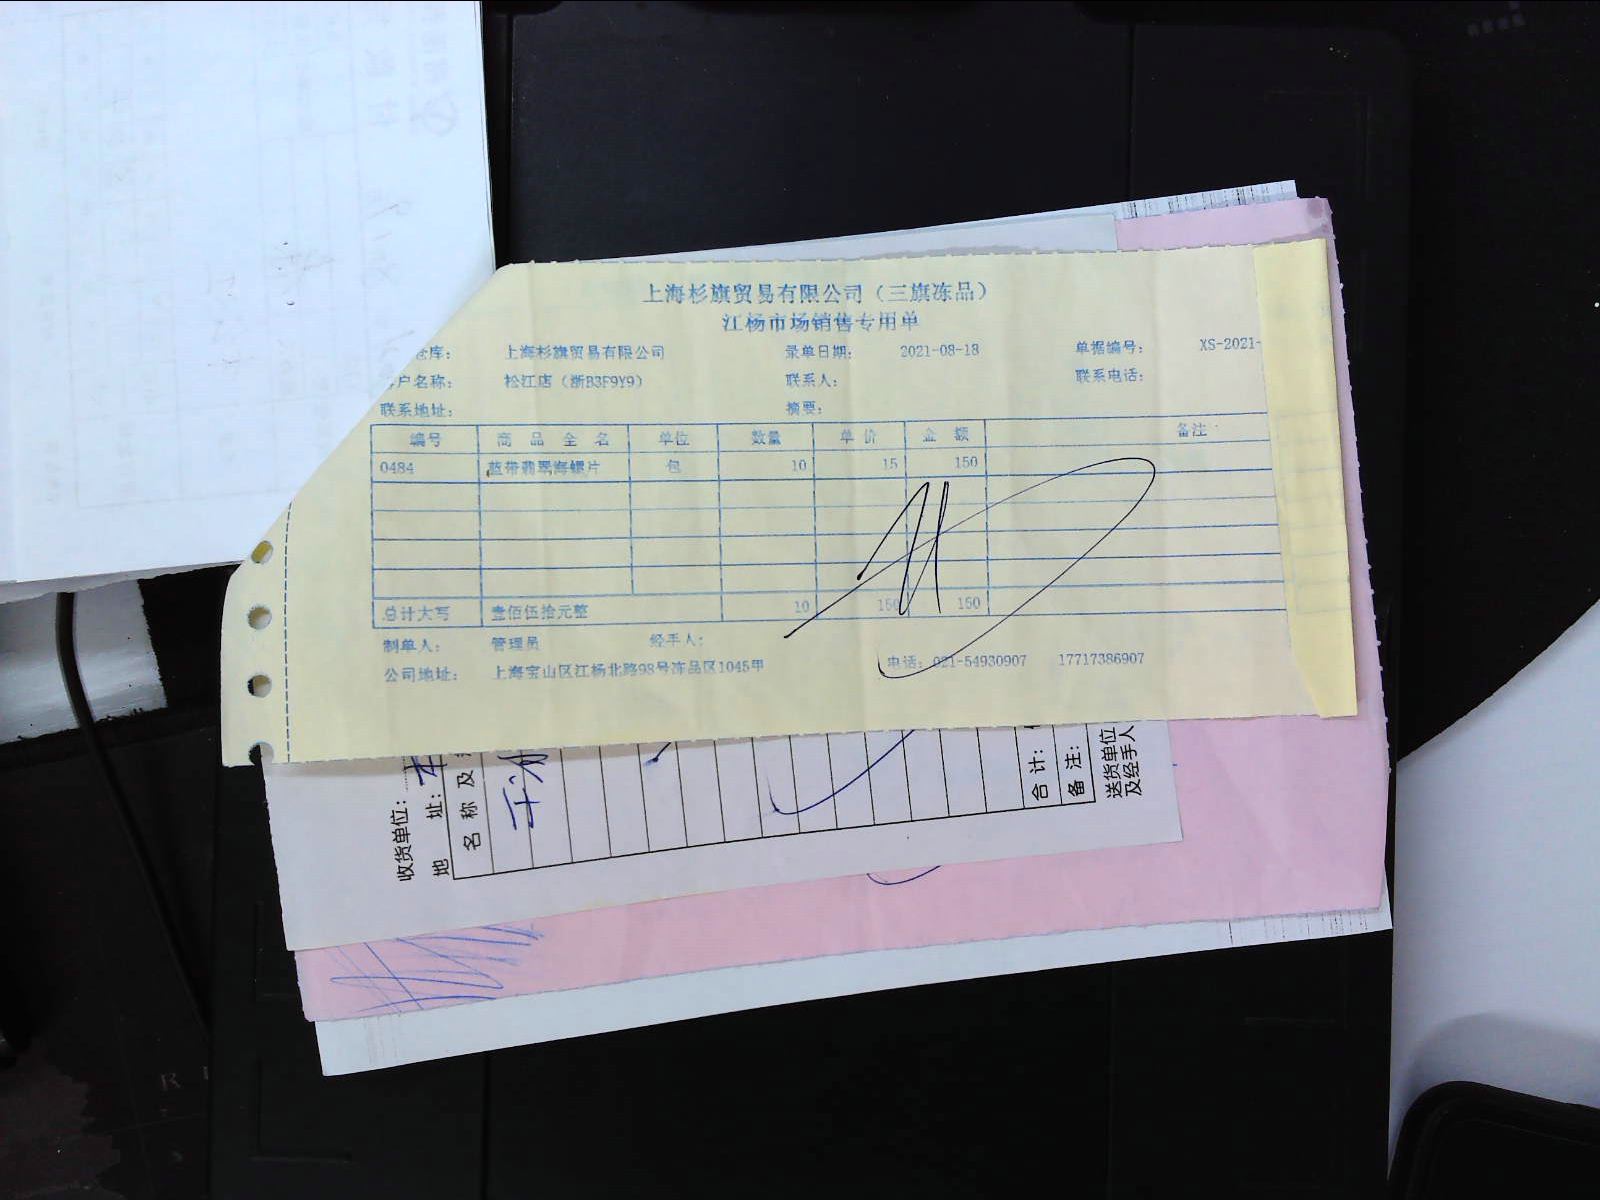 上海杉旗贸易有限公司（三旗冻品）
江杨市场销售专用单
仓库： 上海杉旗贸易有限公司 录单日期： 2021-08-18 单据编号： XS-2021-
户名称： 松江店（浙B3F9Y9） 联系人： 联系电话：
联系地址： 摘要：
编号 商品全名 单位 数量 单价 金额 备注
0484 蓝带翡翠海螺片 包 10 15 150
总计大写 壹佰伍拾元整 10 150 150
制单人： 管理员 经手人：
公司地址： 上海宝山区江杨北路98号冻品区1045甲 电话：021-54930907 17717386907
收货单位：
地 址：
名称及
合计：
备注：
送货单位
及经手人